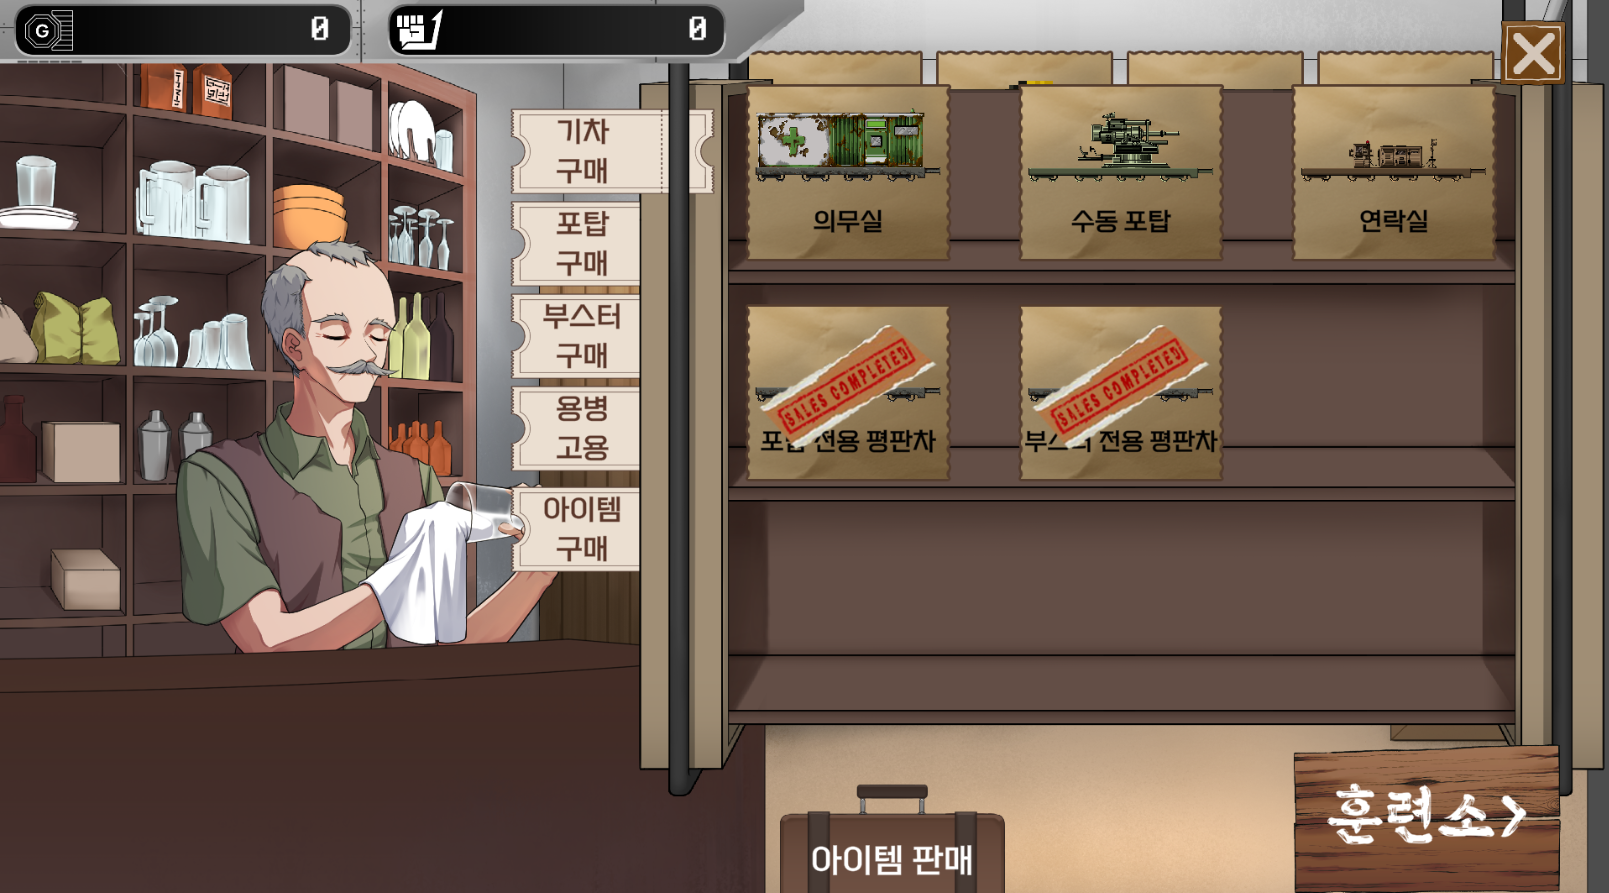 G
0
0
기차
구매
포탑
구매
부스터
구매
용병
고용
아이템
구매
의무실
수동 포탑
연락실
SALES COMPLETED
전용 평판차
SALES COMPLETED
전용 평판차
아이템 판매
훈련소>